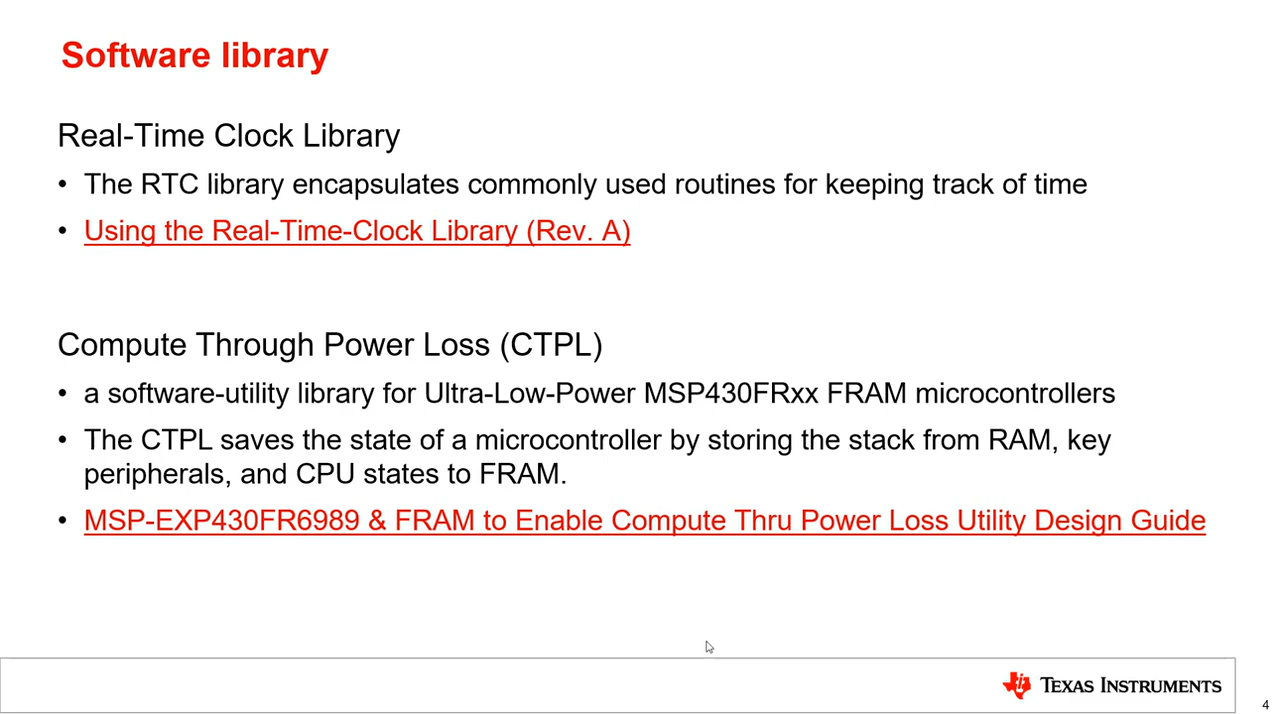 Software library
Real-Time Clock Library
• The RTC library encapsulates commonly used routines for keeping track of time
• Using the Real-Time-Clock Library (Rev. A)
Compute Through Power Loss (CTPL)
• a software-utility library for Ultra-Low-Power MSP430FRxx FRAM microcontrollers
• The CTPL saves the state of a microcontroller by storing the stack from RAM, key
peripherals, and CPU states to FRAM.
• MSP-EXP430FR6989 & FRAM to Enable Compute Thru Power Loss Utility Design Guide
TEXAS INSTRUMENTS
4